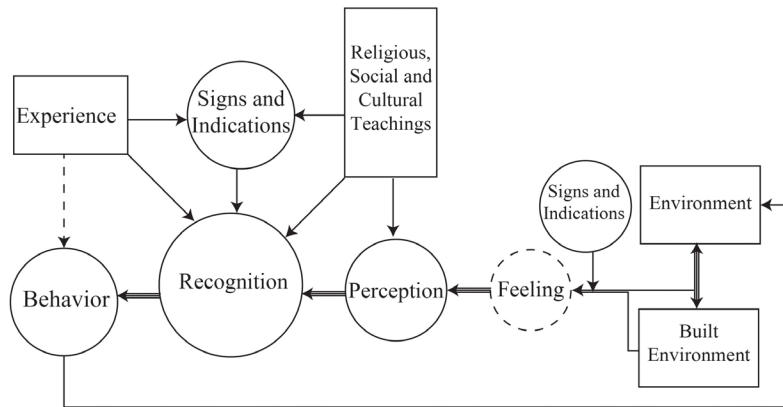 Experience
Signs and
Indications
Religious,
Social and
Cultural
Teachings
Signs and
Indications
Environment
Behavior
Recognition
Perception
Feeling
Built
Environment